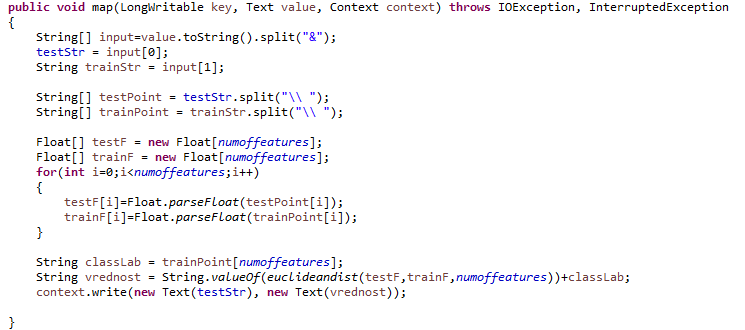 public void map(LongWritable key, Text value, Context context) throws IOException, InterruptedException
{
String[] input=value.toString().split("&");
testStr = input[0];
String trainStr = input[1];
String[] testPoint = testStr.split("\\ ");
String[] trainPoint = trainStr.split("\\ ");
Float[] testF = new Float[numoffeatures];
Float[] trainF = new Float[numoffeatures];
for(int i=0;i<numoffeatures;i++)
{
testF[i]=Float.parseFloat(testPoint[i]);
trainF[i]=Float.parseFloat(trainPoint[i]);
}
String classLab = trainPoint[numoffeatures];
String vrednost = String.valueOf(euclideandist(testF,trainF,numoffeatures))+classLab;
context.write(new Text(testStr), new Text(vrednost));
}